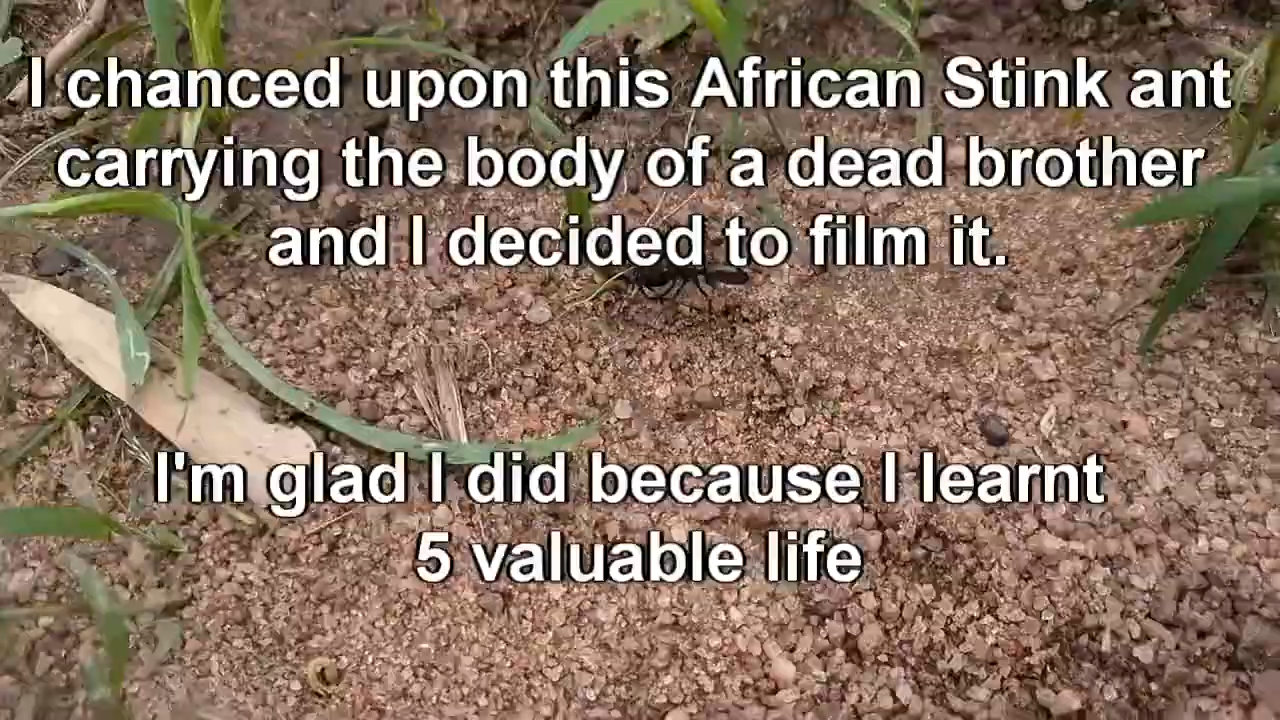 I chanced upon this African Stink ant
carrying the body of a dead brother
and I decided to film it.
I'm glad I did because I learnt
5 valuable life